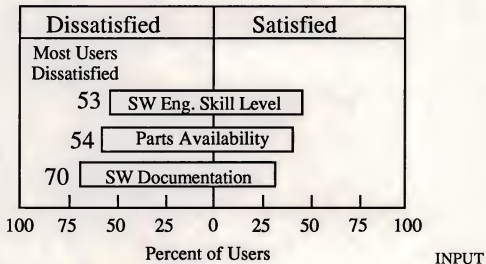 Dissatisfied Satisfied
Most Users
Dissatisfied
53 SW Eng. Skill Level
54 Parts Availability
70 SW Documentation
100 75 50 25 0 25 50 75 100
Percent of Users
INPUT